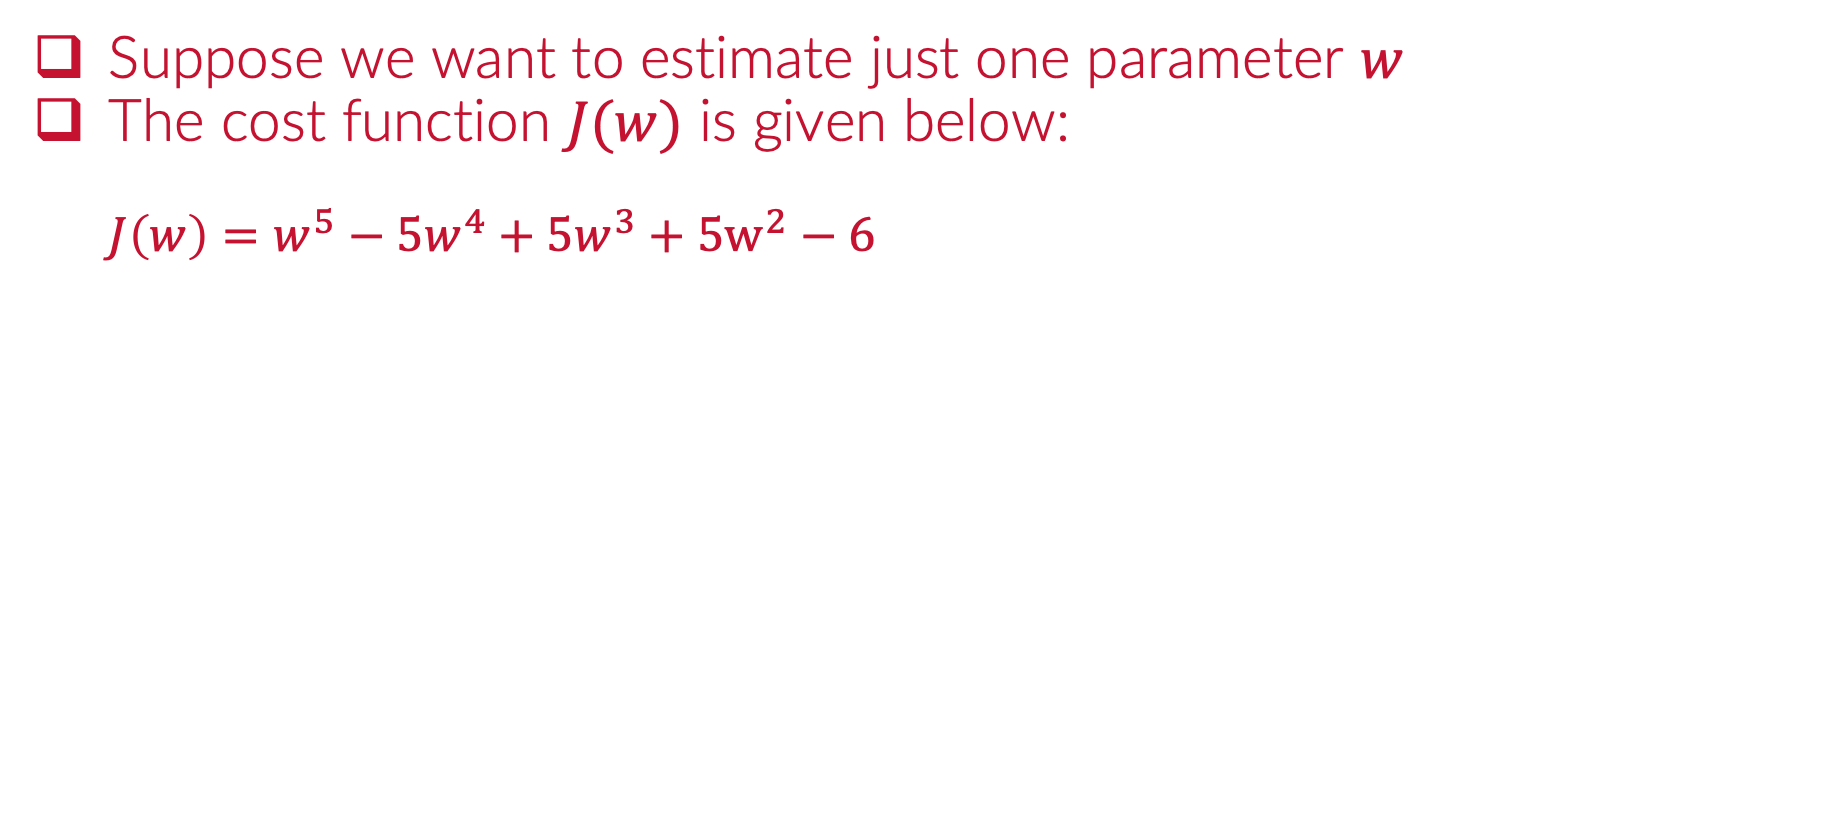 ❑ Suppose we want to estimate just one parameter w
❑ The cost function J(w) is given below:
J(w) = w⁵ − 5w⁴ + 5w³ + 5w² − 6